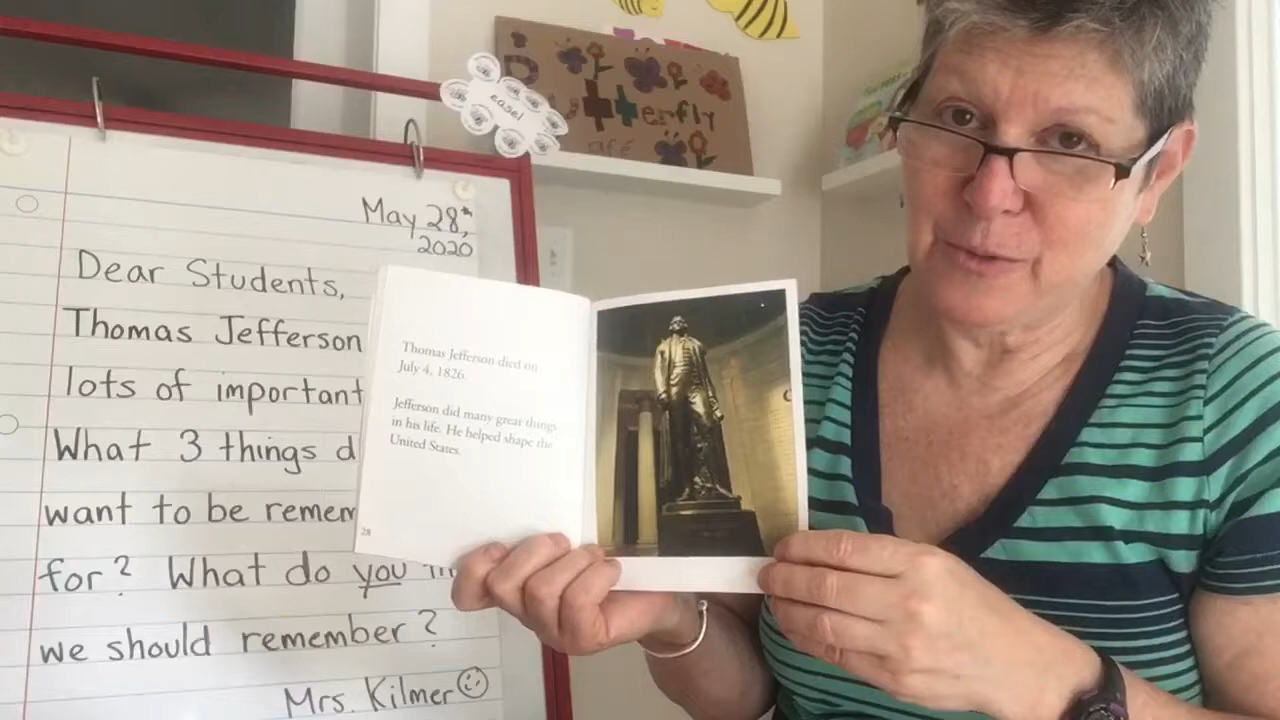 easel
Butterfly
May 28th,
2020
Dear Students,
Thomas Jefferson
lots of important
What 3 things d
want to be remem
for? What do you
we should remember?
Mrs. Kilmer
Thomas Jefferson died on
July 4, 1826.
Jefferson did many great things
in his life. He helped shape the
United States.
28